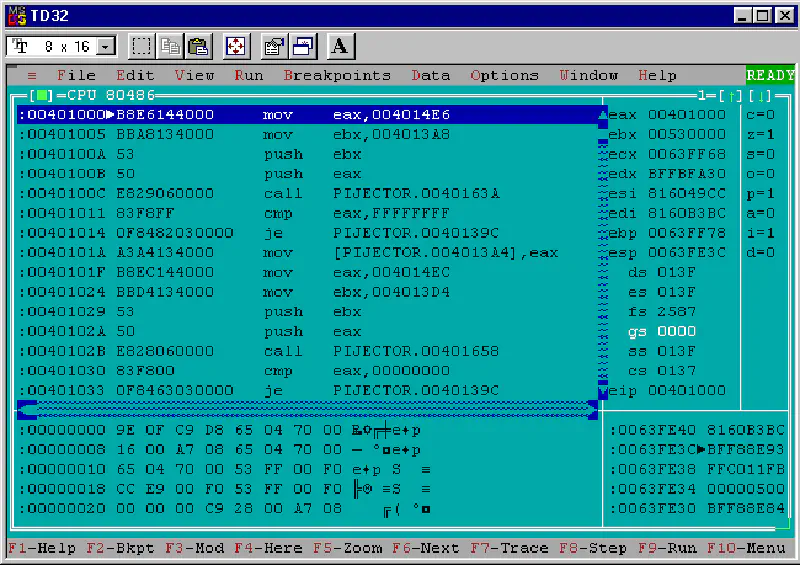 TD32
8 x 16
≡ File Edit View Run Breakpoints Data Options Window Help READY
[■]=CPU 80486 1=[↑][↓]
:00401000►B8E6144000 mov eax,004014E6 eax 00401000 c=0
:00401005 BBA8134000 mov ebx,004013A8 ebx 00530000 z=1
:0040100A 53 push ebx ecx 0063FF68 s=0
:0040100B 50 push eax edx BFFBFA30 o=0
:0040100C E829060000 call PIJECTOR.0040163A esi 816049CC p=1
:00401011 83F8FF cmp eax,FFFFFFFF edi 8160B3BC a=0
:00401014 0F8482030000 je PIJECTOR.0040139C ebp 0063FF78 i=1
:0040101A A3A4134000 mov [PIJECTOR.004013A4],eax esp 0063FE3C d=0
:0040101F B8EC144000 mov eax,004014EC ds 013F
:00401024 BBD4134000 mov ebx,004013D4 es 013F
:00401029 53 push ebx fs 2587
:0040102A 50 push eax gs 0000
:0040102B E828060000 call PIJECTOR.00401658 ss 013F
:00401030 83F800 cmp eax,00000000 cs 0137
:00401033 0F8463030000 je PIJECTOR.0040139C eip 00401000
:00000000 9E 0F C9 D8 65 04 70 00 :0063FE40 8160B3BC
:00000008 16 00 A7 08 65 04 70 00 :0063FE3C►BFF88E93
:00000010 65 04 70 00 53 FF 00 F0 e♦p S ≡ :0063FE38 FFC011FB
:00000018 CC E9 00 F0 53 FF 00 F0 :0063FE34 00000500
:00000020 00 00 00 C9 28 00 A7 08 :0063FE30 BFF88E84
F1-Help F2-Bkpt F3-Mod F4-Here F5-Zoom F6-Next F7-Trace F8-Step F9-Run F10-Menu